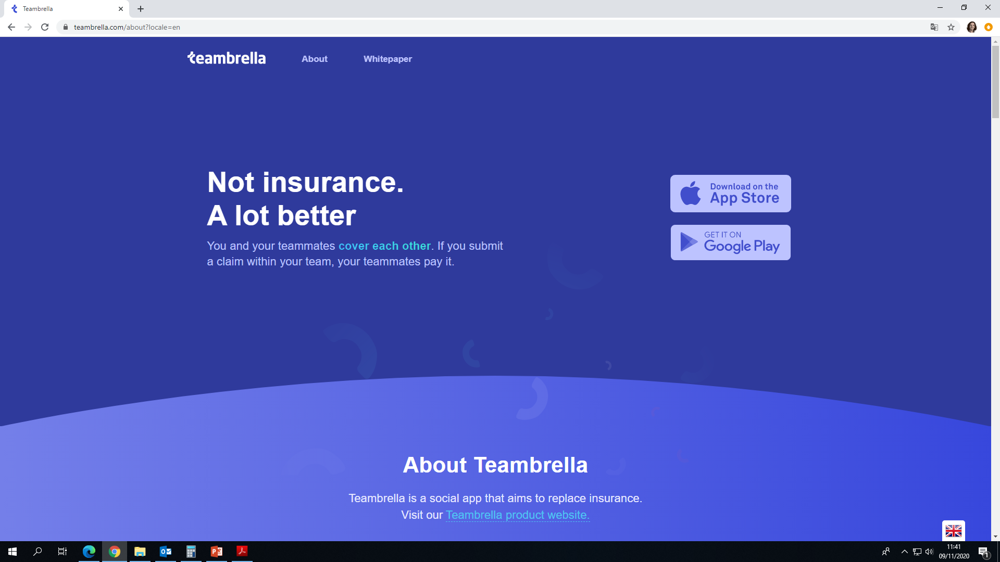 Teambrella
teambrella.com/about?locale=en
teambrella
About
Whitepaper
Not insurance.
A lot better
You and your teammates cover each other. If you submit
a claim within your team, your teammates pay it.
Download on the
App Store
GET IT ON
Google Play
About Teambrella
Teambrella is a social app that aims to replace insurance.
Visit our Teambrella product website.
11:41
09/11/2020
1